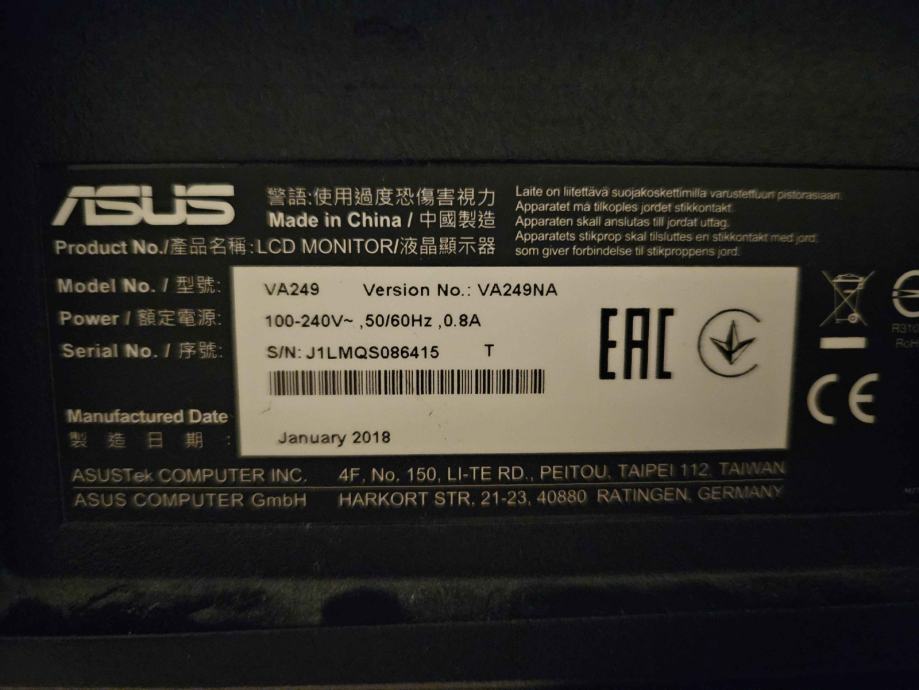 ASUS
警語:使用過度恐傷害視力
Made in China / 中國製造
Product No./產品名稱:LCD MONITOR/液晶顯示器
Laite on liitettävä suojakoskettimilla varustettuun pistorasiaan.
Apparatet må tilkoples jordet stikkontakt.
Apparaten skall anslutas till jordat uttag.
Apparatets stikprop skal tilsluttes en stikkontakt med jord,
som giver forbindelse til stikproppens jord.
Model No. / 型號: VA249 Version No.: VA249NA
Power / 額定電源: 100-240V~ ,50/60Hz ,0.8A
Serial No. / 序號: S/N: J1LMQS086415 T
EAC
CE
Manufactured Date
製造日期 : January 2018
ASUSTek COMPUTER INC. 4F, No. 150, LI-TE RD., PEITOU, TAIPEI 112, TAIWAN
ASUS COMPUTER GmbH HARKORT STR. 21-23, 40880 RATINGEN, GERMANY